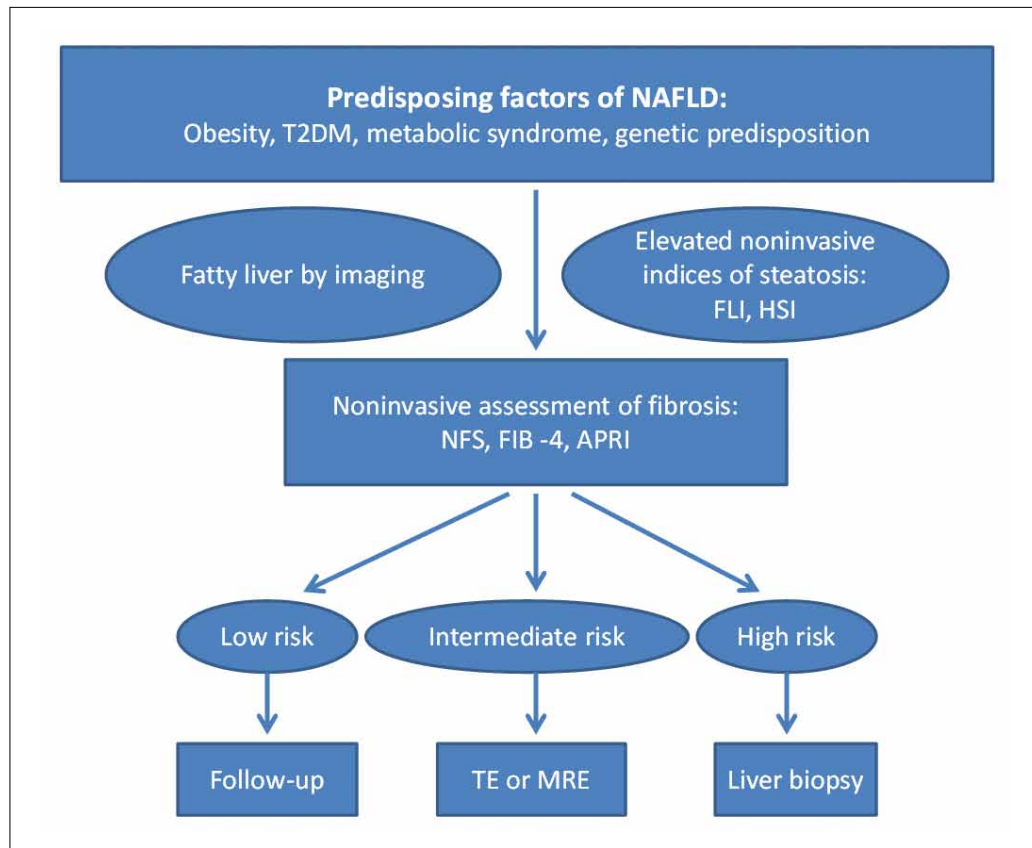 Predisposing factors of NAFLD:
Obesity, T2DM, metabolic syndrome, genetic predisposition
Fatty liver by imaging
Elevated noninvasive
indices of steatosis:
FLI, HSI
Noninvasive assessment of fibrosis:
NFS, FIB -4, APRI
Low risk
Intermediate risk
High risk
Follow-up
TE or MRE
Liver biopsy